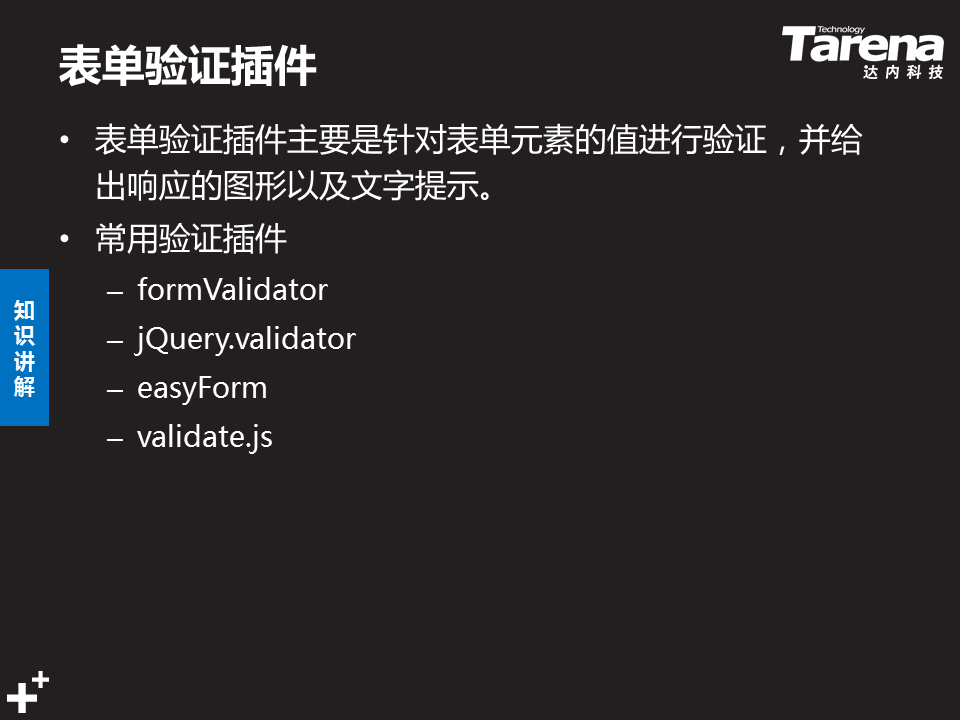 表单验证插件
Technology
Tarena
达内科技
• 表单验证插件主要是针对表单元素的值进行验证，并给
出响应的图形以及文字提示。
• 常用验证插件
– formValidator
– jQuery.validator
– easyForm
– validate.js
知
识
讲
解